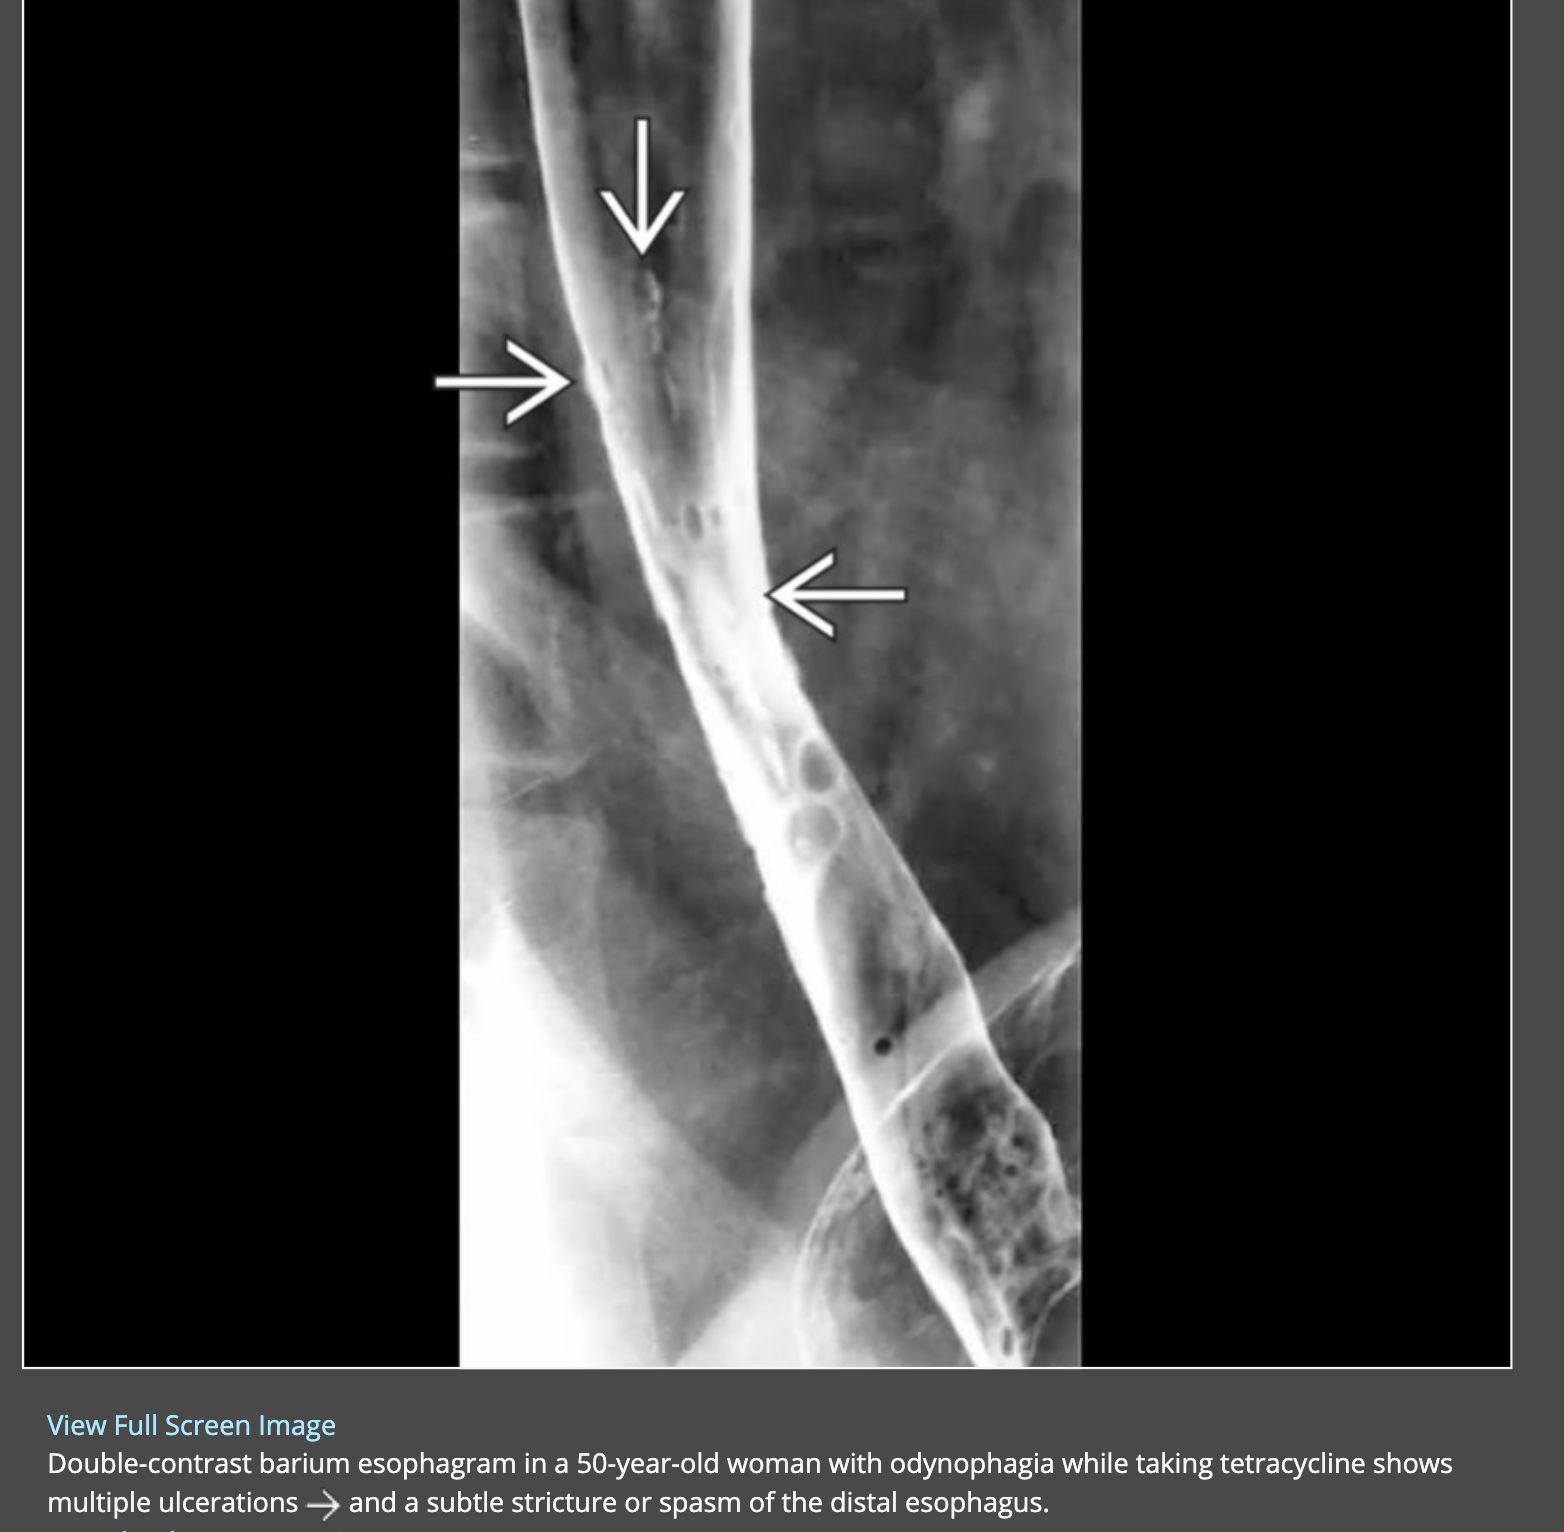 View Full Screen Image
Double-contrast barium esophagram in a 50-year-old woman with odynophagia while taking tetracycline shows
multiple ulcerations → and a subtle stricture or spasm of the distal esophagus.